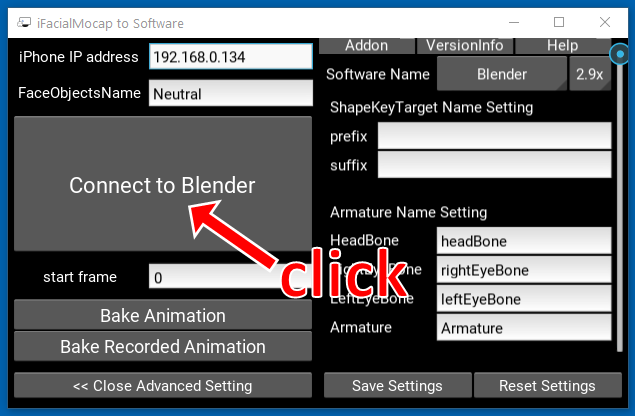 iFacialMocap to Software
iPhone IP address 192.168.0.134
FaceObjectsName Neutral
Connect to Blender
click
start frame 0
Bake Animation
Bake Recorded Animation
<< Close Advanced Setting
Addon VersionInfo Help
Software Name Blender 2.9x
ShapeKeyTarget Name Setting
prefix
suffix
Armature Name Setting
HeadBone headBone
RightEyeBone rightEyeBone
LeftEyeBone leftEyeBone
Armature Armature
Save Settings Reset Settings